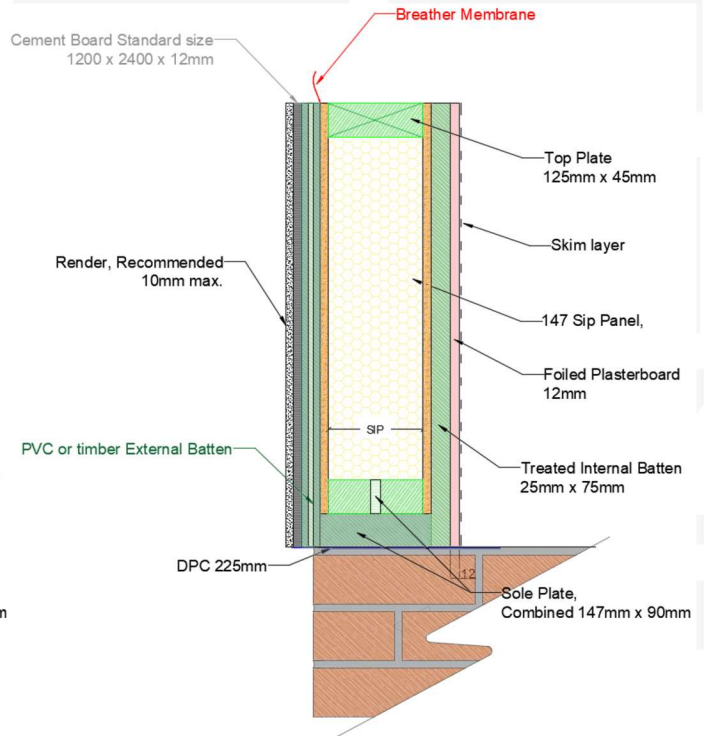 Breather Membrane
Cement Board Standard size
1200 x 2400 x 12mm
Top Plate
125mm x 45mm
Skim layer
Render, Recommended
10mm max.
147 Sip Panel,
Foiled Plasterboard
12mm
SIP
PVC or timber External Batten
Treated Internal Batten
25mm x 75mm
DPC 225mm
12
Sole Plate,
Combined 147mm x 90mm
m